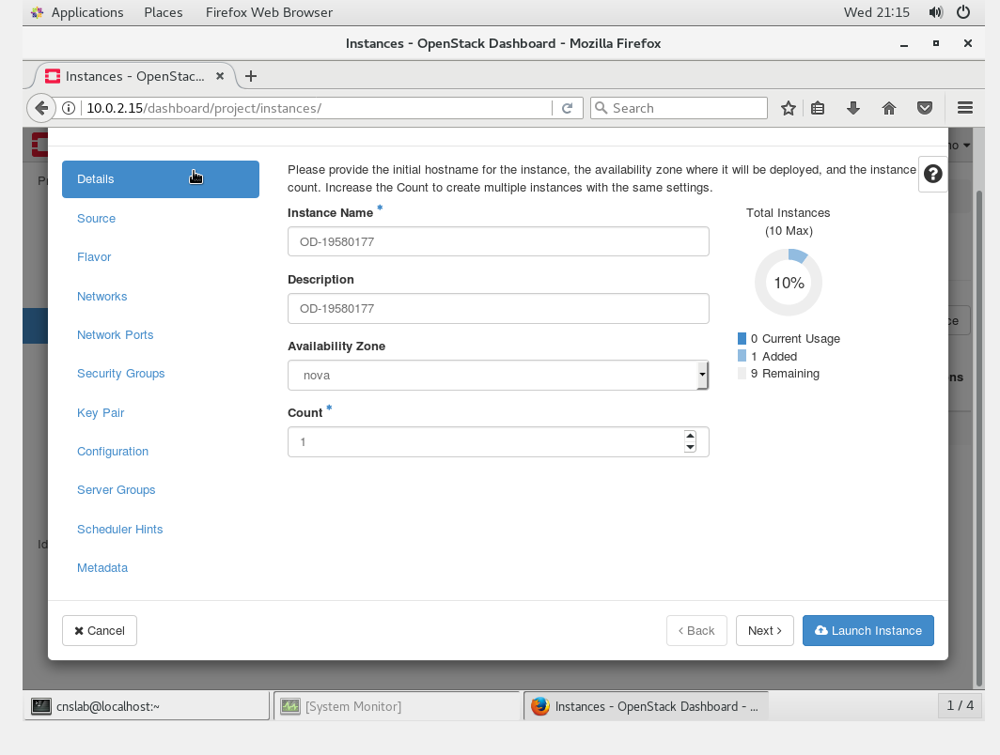 Applications Places Firefox Web Browser Wed 21:15
Instances - OpenStack Dashboard - Mozilla Firefox
Instances - OpenStac...
10.0.2.15/dashboard/project/instances/ Search
Details
Source
Flavor
Networks
Network Ports
Security Groups
Key Pair
Configuration
Server Groups
Scheduler Hints
Metadata
Please provide the initial hostname for the instance, the availability zone where it will be deployed, and the instance
count. Increase the Count to create multiple instances with the same settings.
Instance Name *
OD-19580177
Description
OD-19580177
Availability Zone
nova
Count *
1
Total Instances
(10 Max)
10%
0 Current Usage
1 Added
9 Remaining
Cancel
< Back
Next >
Launch Instance
cnslab@localhost:~ [System Monitor] Instances - OpenStack Dashboard - ... 1 / 4